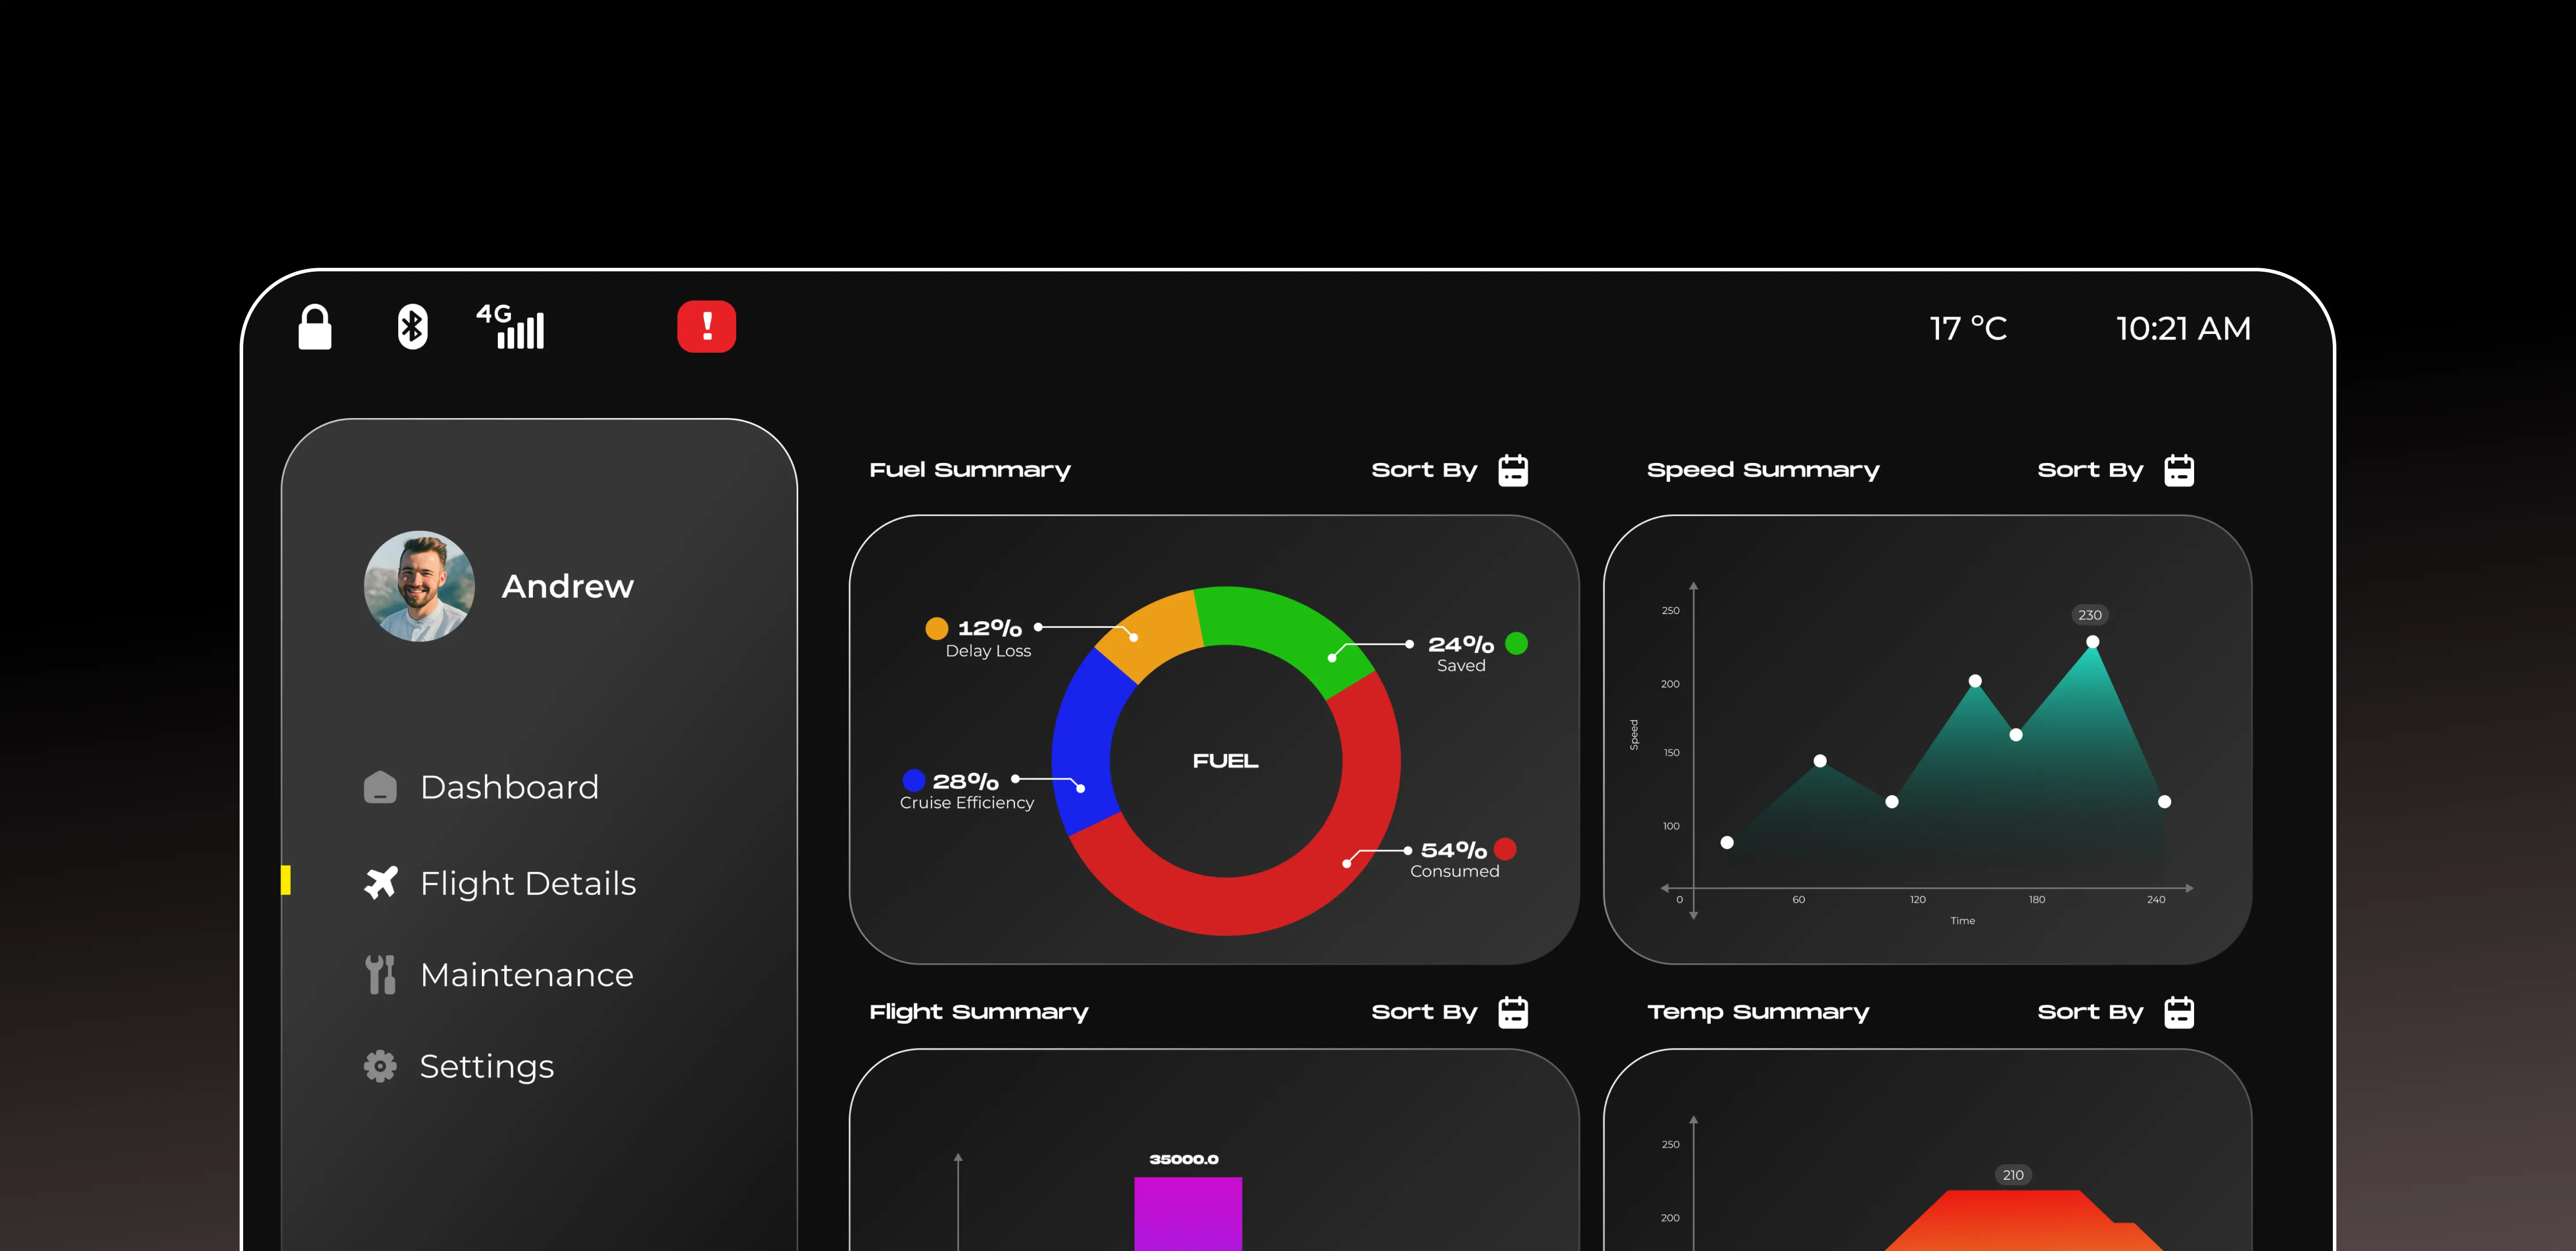 4G
!
17 °C
10:21 AM
Andrew
Dashboard
Flight Details
Maintenance
Settings
Fuel Summary
Sort By
12%
Delay Loss
24%
Saved
28%
Cruise Efficiency
FUEL
54%
Consumed
Speed Summary
Sort By
250
200
150
100
Speed
230
0
60
120
180
240
Time
Flight Summary
Sort By
35000.0
Temp Summary
Sort By
250
200
210